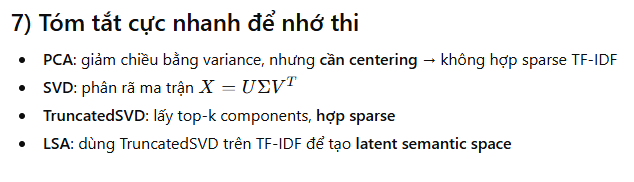 7) Tóm tắt cực nhanh để nhớ thi
• PCA: giảm chiều bằng variance, nhưng cần centering → không hợp sparse TF-IDF
• SVD: phân rã ma trận X = UΣV^T
• TruncatedSVD: lấy top-k components, hợp sparse
• LSA: dùng TruncatedSVD trên TF-IDF để tạo latent semantic space